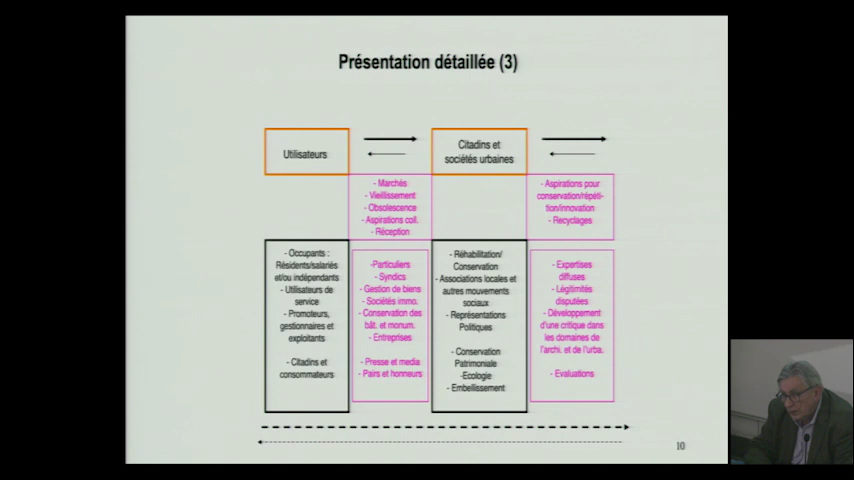 Présentation détaillée (3)
Utilisateurs
Citadins et
sociétés urbaines
- Marchés
- Vieillissement
- Obsolescence
- Aspirations coll.
- Réception
- Aspirations pour
conservation/répéti-
tion/innovation
- Recyclages
- Occupants :
Résidents/salariés
et/ou indépendants
- Utilisateurs de
service
- Promoteurs,
gestionnaires et
exploitants
- Citadins et
consommateurs
-Particuliers
- Syndics
- Gestion de biens
- Sociétés immo.
- Conservation des
bât. et monum.
- Entreprises
- Presse et media
- Pairs et honneurs
- Réhabilitation/
Conservation
- Associations locales et
autres mouvements
sociaux
- Représentations
Politiques
- Conservation
Patrimoniale
-Ecologie
- Embellissement
- Expertises
diffuses
- Légitimités
disputées
- Développement
d'une critique dans
les domaines de
l'archi. et de l'urba.
- Evaluations
10